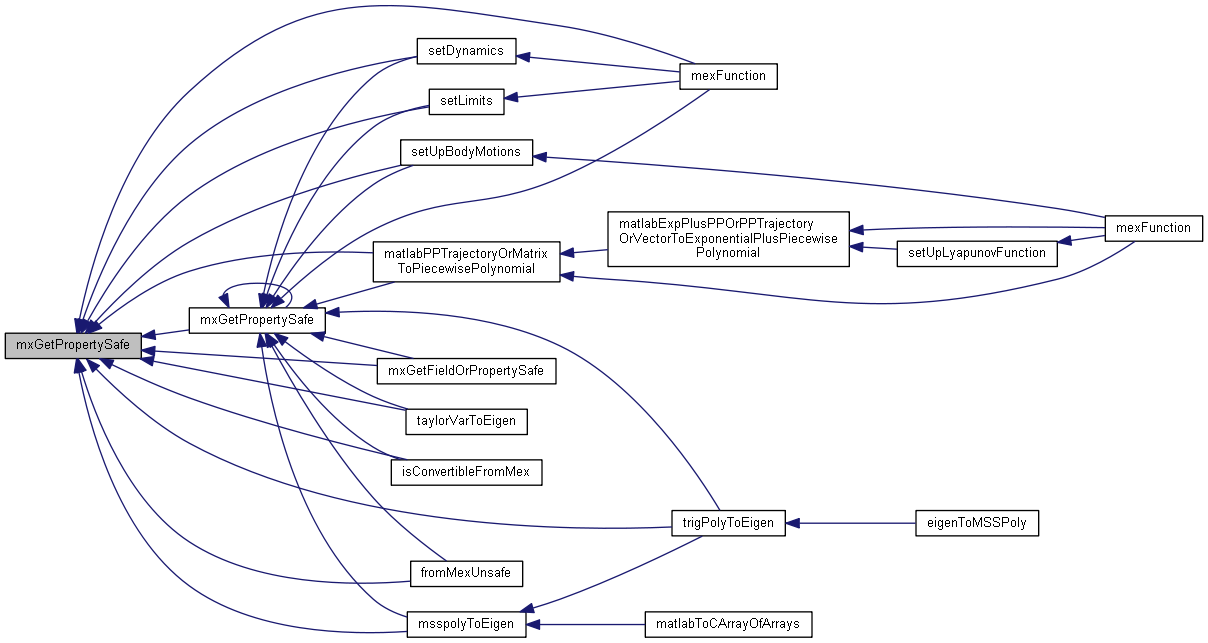 setDynamics
mexFunction
setLimits
setUpBodyMotions
matlabExpPlusPPOrPPTrajectory
OrVectorToExponentialPlusPiecewise
Polynomial
mexFunction
matlabPPTrajectoryOrMatrix
ToPiecewisePolynomial
setUpLyapunovFunction
mxGetPropertySafe
mxGetPropertySafe
mxGetFieldOrPropertySafe
taylorVarToEigen
isConvertibleFromMex
trigPolyToEigen
eigenToMSSPoly
fromMexUnsafe
msspolyToEigen
matlabToCArrayOfArrays